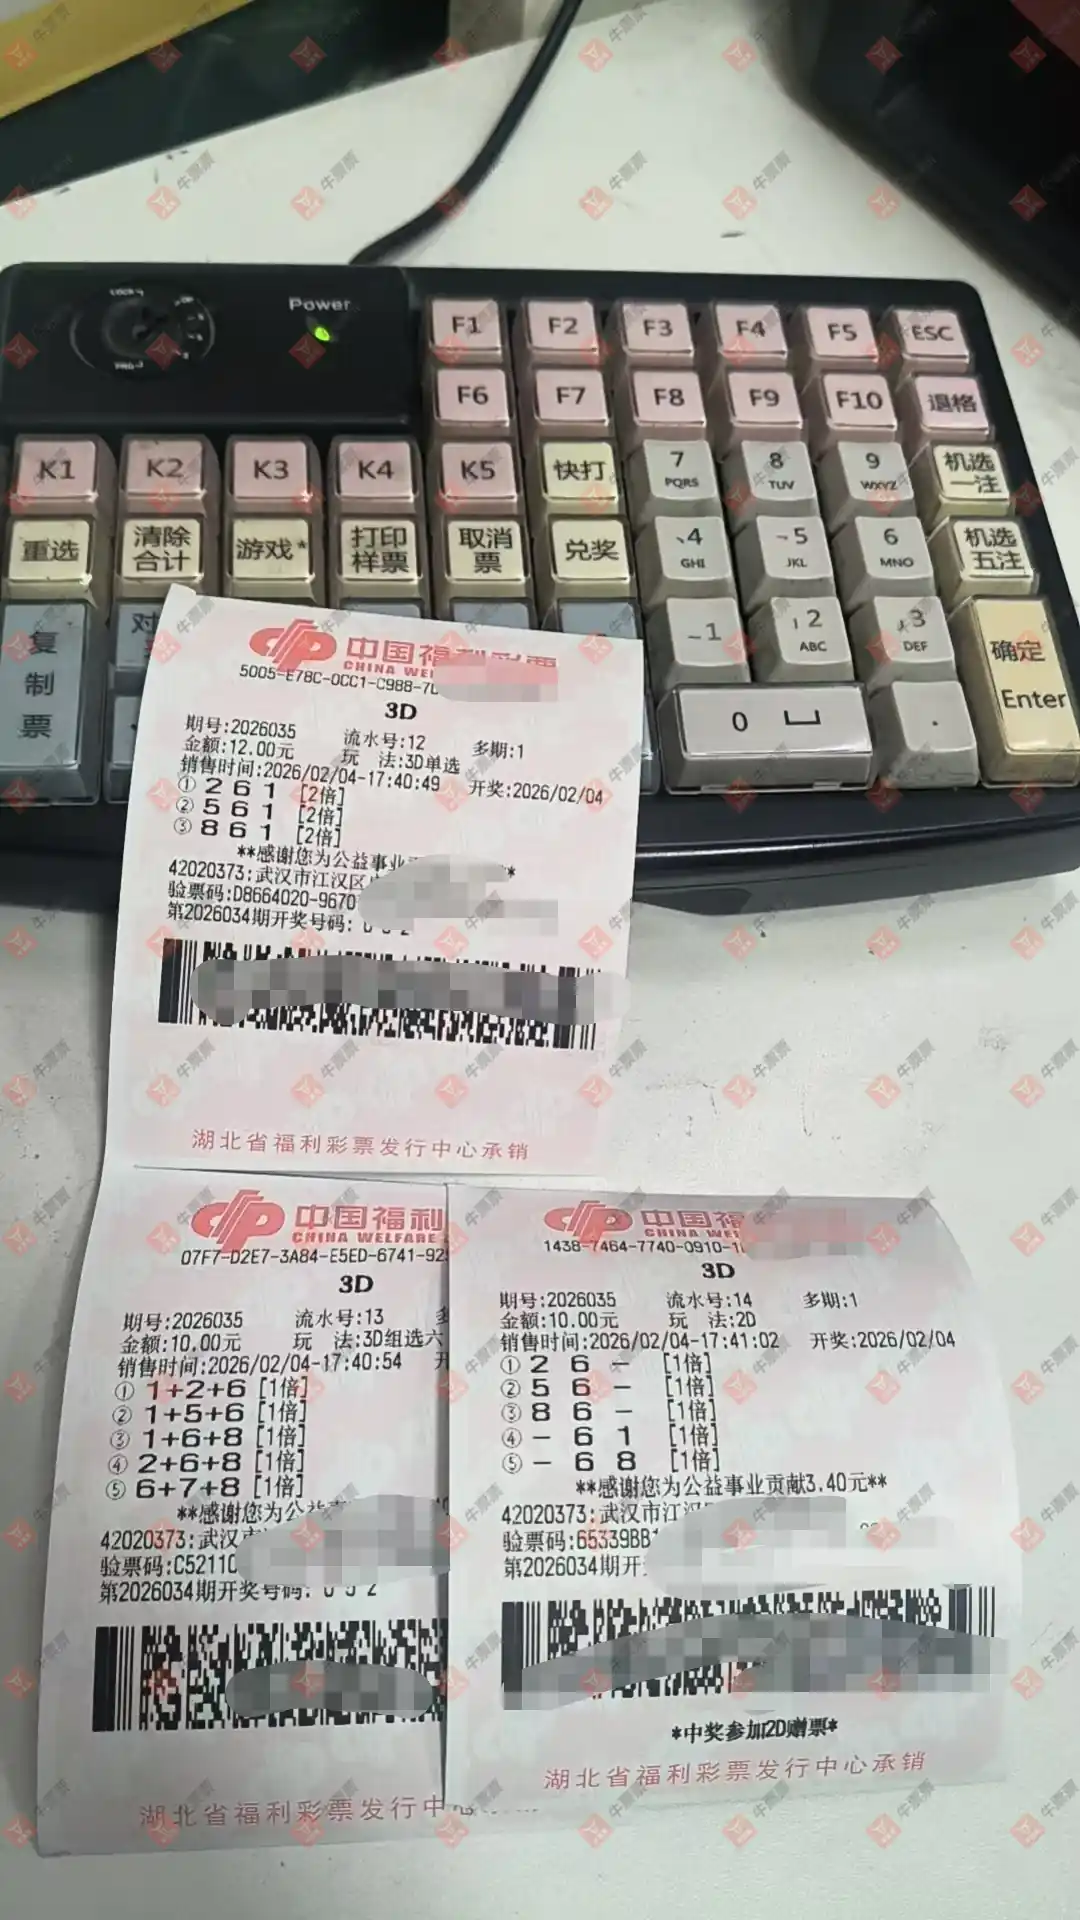 Power
F1 F2 F3 F4 F5 ESC
F6 F7 F8 F9 F10 退格
K1 K2 K3 K4 K5 快打 7 PQRS 8 TUV 9 WXYZ 机选一注
重选 清除合计 游戏* 打印样票 取消票 兑奖 4 GHI 5 JKL 6 MNO 机选五注
复制票 对 1 2 ABC 3 DEF 确定 Enter
0 .
中国福利彩票
CHINA WEL
5005-E78C-0CC1-C988-7
3D
期号:2026035 流水号:12 多期:1
金额:12.00元 玩 法:3D单选
销售时间:2026/02/04-17:40:49 开奖:2026/02/04
① 2 6 1 [2倍]
② 5 6 1 [2倍]
③ 8 6 1 [2倍]
**感谢您为公益事业
42020373:武汉市江汉区
验票码:D8664020-9670
第2026034期开奖号码:
湖北省福利彩票发行中心承销
中国福利
CHINA WELFARE
07F7-D2E7-3A84-E5ED-6741-92
3D
期号:2026035 流水号:13
金额:10.00元 玩 法:3D组选六
销售时间:2026/02/04-17:40:54
① 1+2+6 [1倍]
② 1+5+6 [1倍]
③ 1+6+8 [1倍]
④ 2+6+8 [1倍]
⑤ 6+7+8 [1倍]
**感谢您为公益事
42020373:武汉
验票码:C52110
第2026034期开奖号码:
湖北省福利彩票发行中
中国福
CHINA WEL
1438-7464-7740-0910-1
3D
期号:2026035 流水号:14 多期:1
金额:10.00元 玩 法:2D
销售时间:2026/02/04-17:41:02 开奖:2026/02/04
① 2 6 - [1倍]
② 5 6 - [1倍]
③ 8 6 - [1倍]
④ - 6 1 [1倍]
⑤ - 6 8 [1倍]
**感谢您为公益事业贡献3.40元**
42020373:武汉市江汉
验票码:65339BB
第2026034期开
*中奖参加2D赠票*
湖北省福利彩票发行中心承销
牛票票